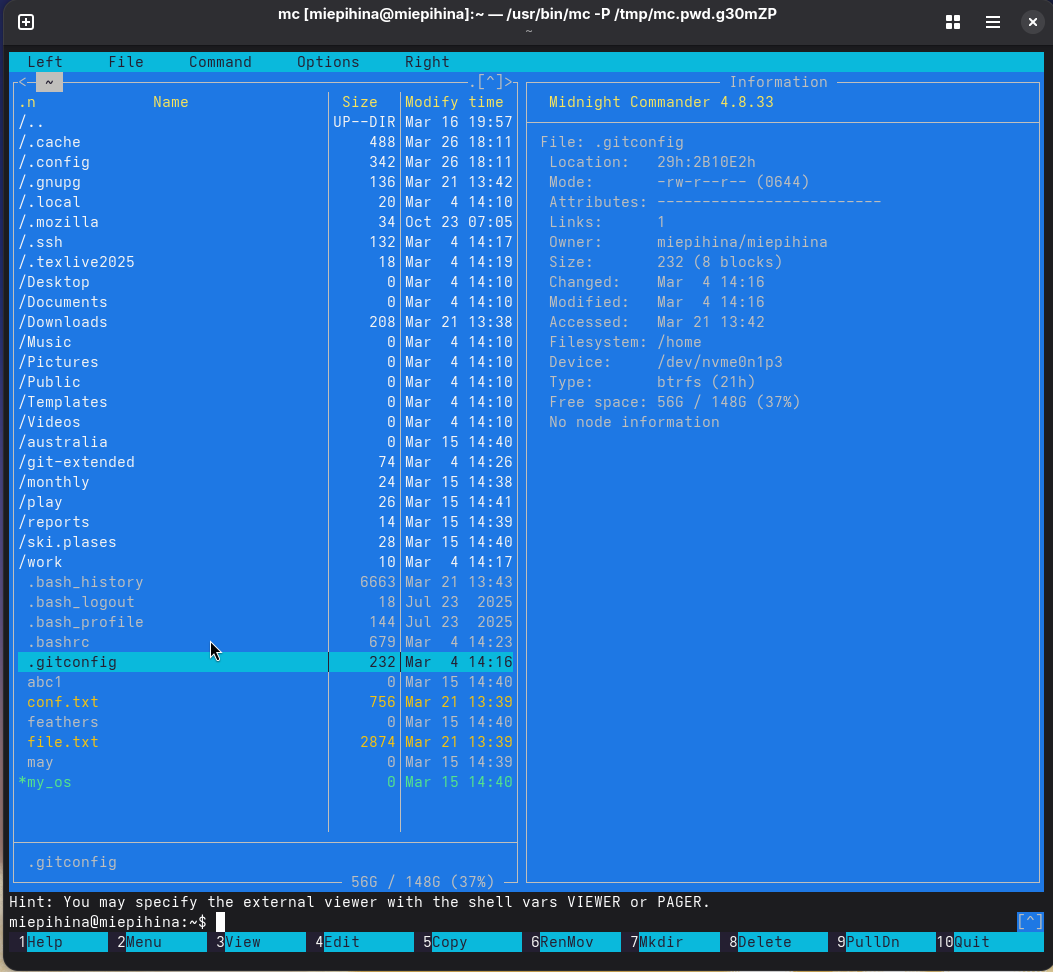 mc [miepihina@miepihina]:~ — /usr/bin/mc -P /tmp/mc.pwd.g30mZP
~
Left File Command Options Right
<─ ~ ─.[^]>
.n Name Size Modify time
/.. UP--DIR Mar 16 19:57
/.cache 488 Mar 26 18:11
/.config 342 Mar 26 18:11
/.gnupg 136 Mar 21 13:42
/.local 20 Mar  4 14:10
/.mozilla 34 Oct 23 07:05
/.ssh 132 Mar  4 14:17
/.texlive2025 18 Mar  4 14:19
/Desktop 0 Mar  4 14:10
/Documents 0 Mar  4 14:10
/Downloads 208 Mar 21 13:38
/Music 0 Mar  4 14:10
/Pictures 0 Mar  4 14:10
/Public 0 Mar  4 14:10
/Templates 0 Mar  4 14:10
/Videos 0 Mar  4 14:10
/australia 0 Mar 15 14:40
/git-extended 74 Mar  4 14:26
/monthly 24 Mar 15 14:38
/play 26 Mar 15 14:41
/reports 14 Mar 15 14:39
/ski.plases 28 Mar 15 14:40
/work 10 Mar  4 14:17
.bash_history 6663 Mar 21 13:43
.bash_logout 18 Jul 23  2025
.bash_profile 144 Jul 23  2025
.bashrc 679 Mar  4 14:23
.gitconfig 232 Mar  4 14:16
abc1 0 Mar 15 14:40
conf.txt 756 Mar 21 13:39
feathers 0 Mar 15 14:40
file.txt 2874 Mar 21 13:39
may 0 Mar 15 14:39
*my_os 0 Mar 15 14:40
.gitconfig
56G / 148G (37%)
Information
Midnight Commander 4.8.33
File: .gitconfig
Location: 29h:2B10E2h
Mode: -rw-r--r-- (0644)
Attributes: -------------------------
Links: 1
Owner: miepihina/miepihina
Size: 232 (8 blocks)
Changed: Mar  4 14:16
Modified: Mar  4 14:16
Accessed: Mar 21 13:42
Filesystem: /home
Device: /dev/nvme0n1p3
Type: btrfs (21h)
Free space: 56G / 148G (37%)
No node information
Hint: You may specify the external viewer with the shell vars VIEWER or PAGER.
miepihina@miepihina:~$ [^]
1Help 2Menu 3View 4Edit 5Copy 6RenMov 7Mkdir 8Delete 9PullDn 10Quit